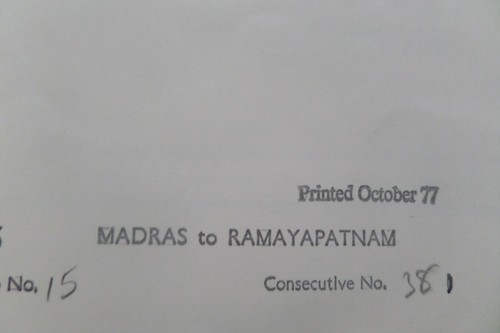 Printed October 77
MADRAS to RAMAYAPATNAM
No. 15
Consecutive No. 381